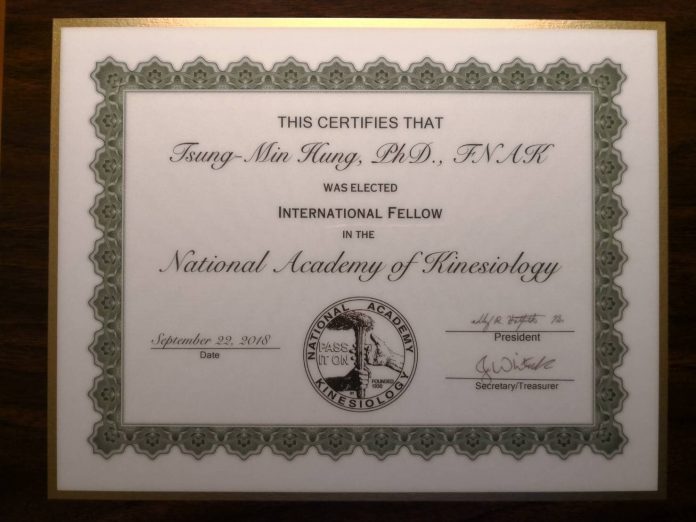 THIS CERTIFIES THAT
Tsung-Min Hung, PhD., FNAK
WAS ELECTED
INTERNATIONAL FELLOW
IN THE
National Academy of Kinesiology
September 22, 2018
Date
NATIONAL ACADEMY
KINESIOLOGY
PASS
IT ON
FOUNDED
President
Secretary/Treasurer